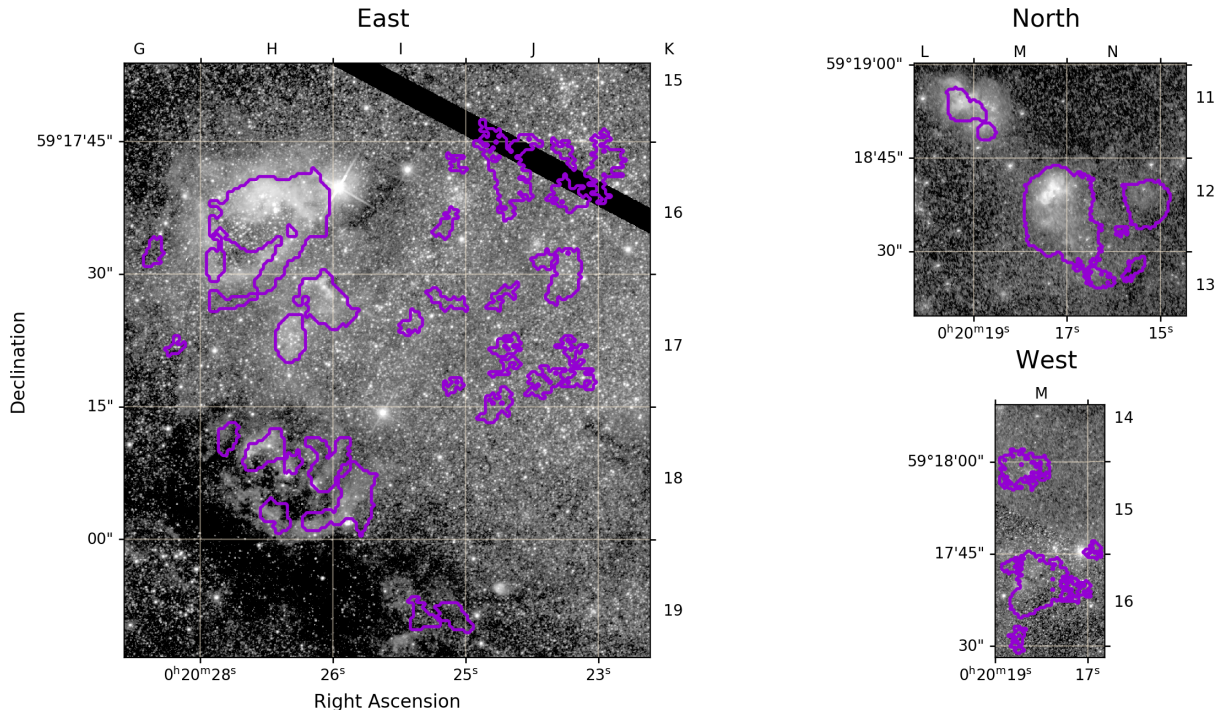 East
G H I J K
15
59°17'45"
16
30"
17
15"
18
00"
19
Declination
0ʰ20ᵐ28ˢ 26ˢ 25ˢ 23ˢ
Right Ascension
North
L M N
59°19'00"
11
18'45"
12
30"
13
0ʰ20ᵐ19ˢ 17ˢ 15ˢ
West
M
14
59°18'00"
15
17'45"
16
30"
0ʰ20ᵐ19ˢ 17ˢ